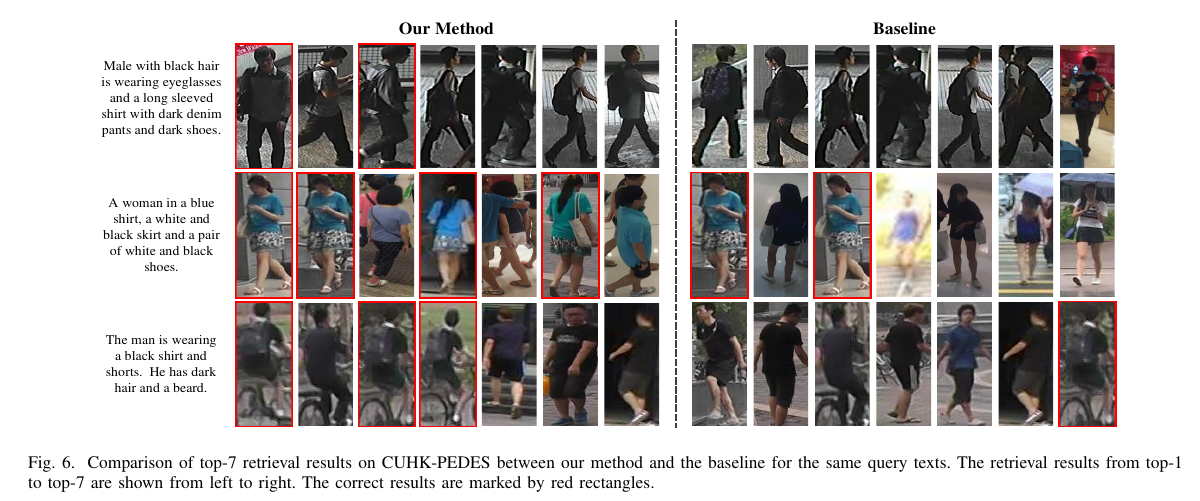 Our Method
Baseline
Male with black hair
is wearing eyeglasses
and a long sleeved
shirt with dark denim
pants and dark shoes.
A woman in a blue
shirt, a white and
black skirt and a pair
of white and black
shoes.
The man is wearing
a black shirt and
shorts. He has dark
hair and a beard.
Fig. 6. Comparison of top-7 retrieval results on CUHK-PEDES between our method and the baseline for the same query texts. The retrieval results from top-1
to top-7 are shown from left to right. The correct results are marked by red rectangles.